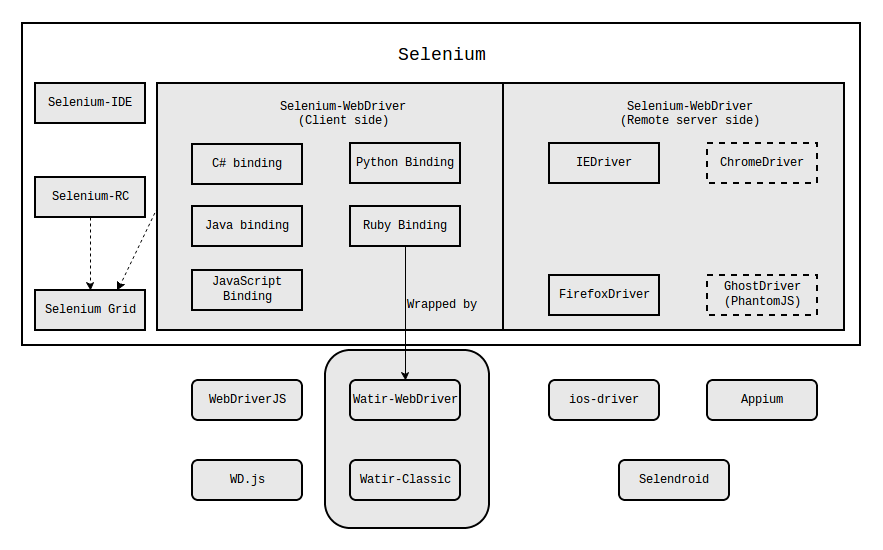 Selenium
Selenium-IDE
Selenium-RC
Selenium Grid
Selenium-WebDriver
(Client side)
C# binding
Python Binding
Java binding
Ruby Binding
JavaScript
Binding
Wrapped by
Selenium-WebDriver
(Remote server side)
IEDriver
ChromeDriver
FirefoxDriver
GhostDriver
(PhantomJS)
WebDriverJS
Watir-WebDriver
ios-driver
Appium
WD.js
Watir-Classic
Selendroid